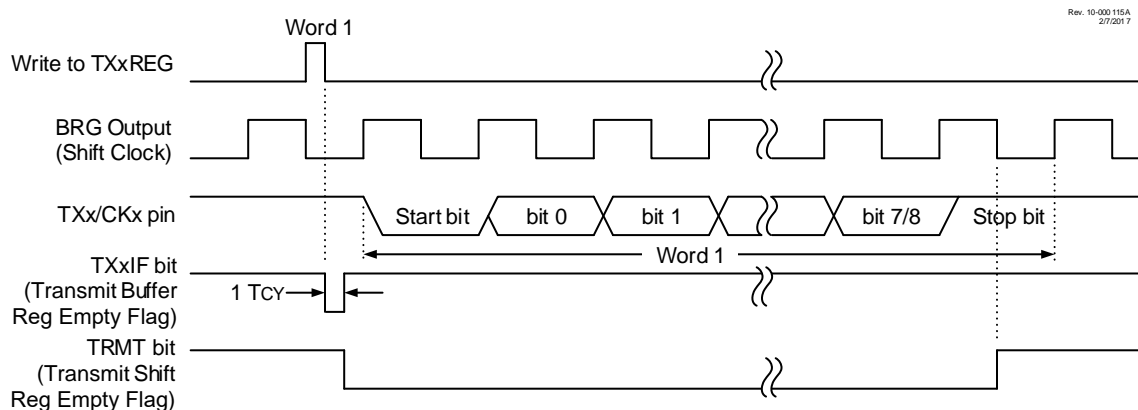 Rev. 10-000 115A
2/7/201 7
Word 1
Write to TXxREG
BRG Output
(Shift Clock)
TXx/CKx pin
Start bit
bit 0
bit 1
bit 7/8
Stop bit
Word 1
TXxIF bit
(Transmit Buffer
Reg Empty Flag)
1 TCY
TRMT bit
(Transmit Shift
Reg Empty Flag)